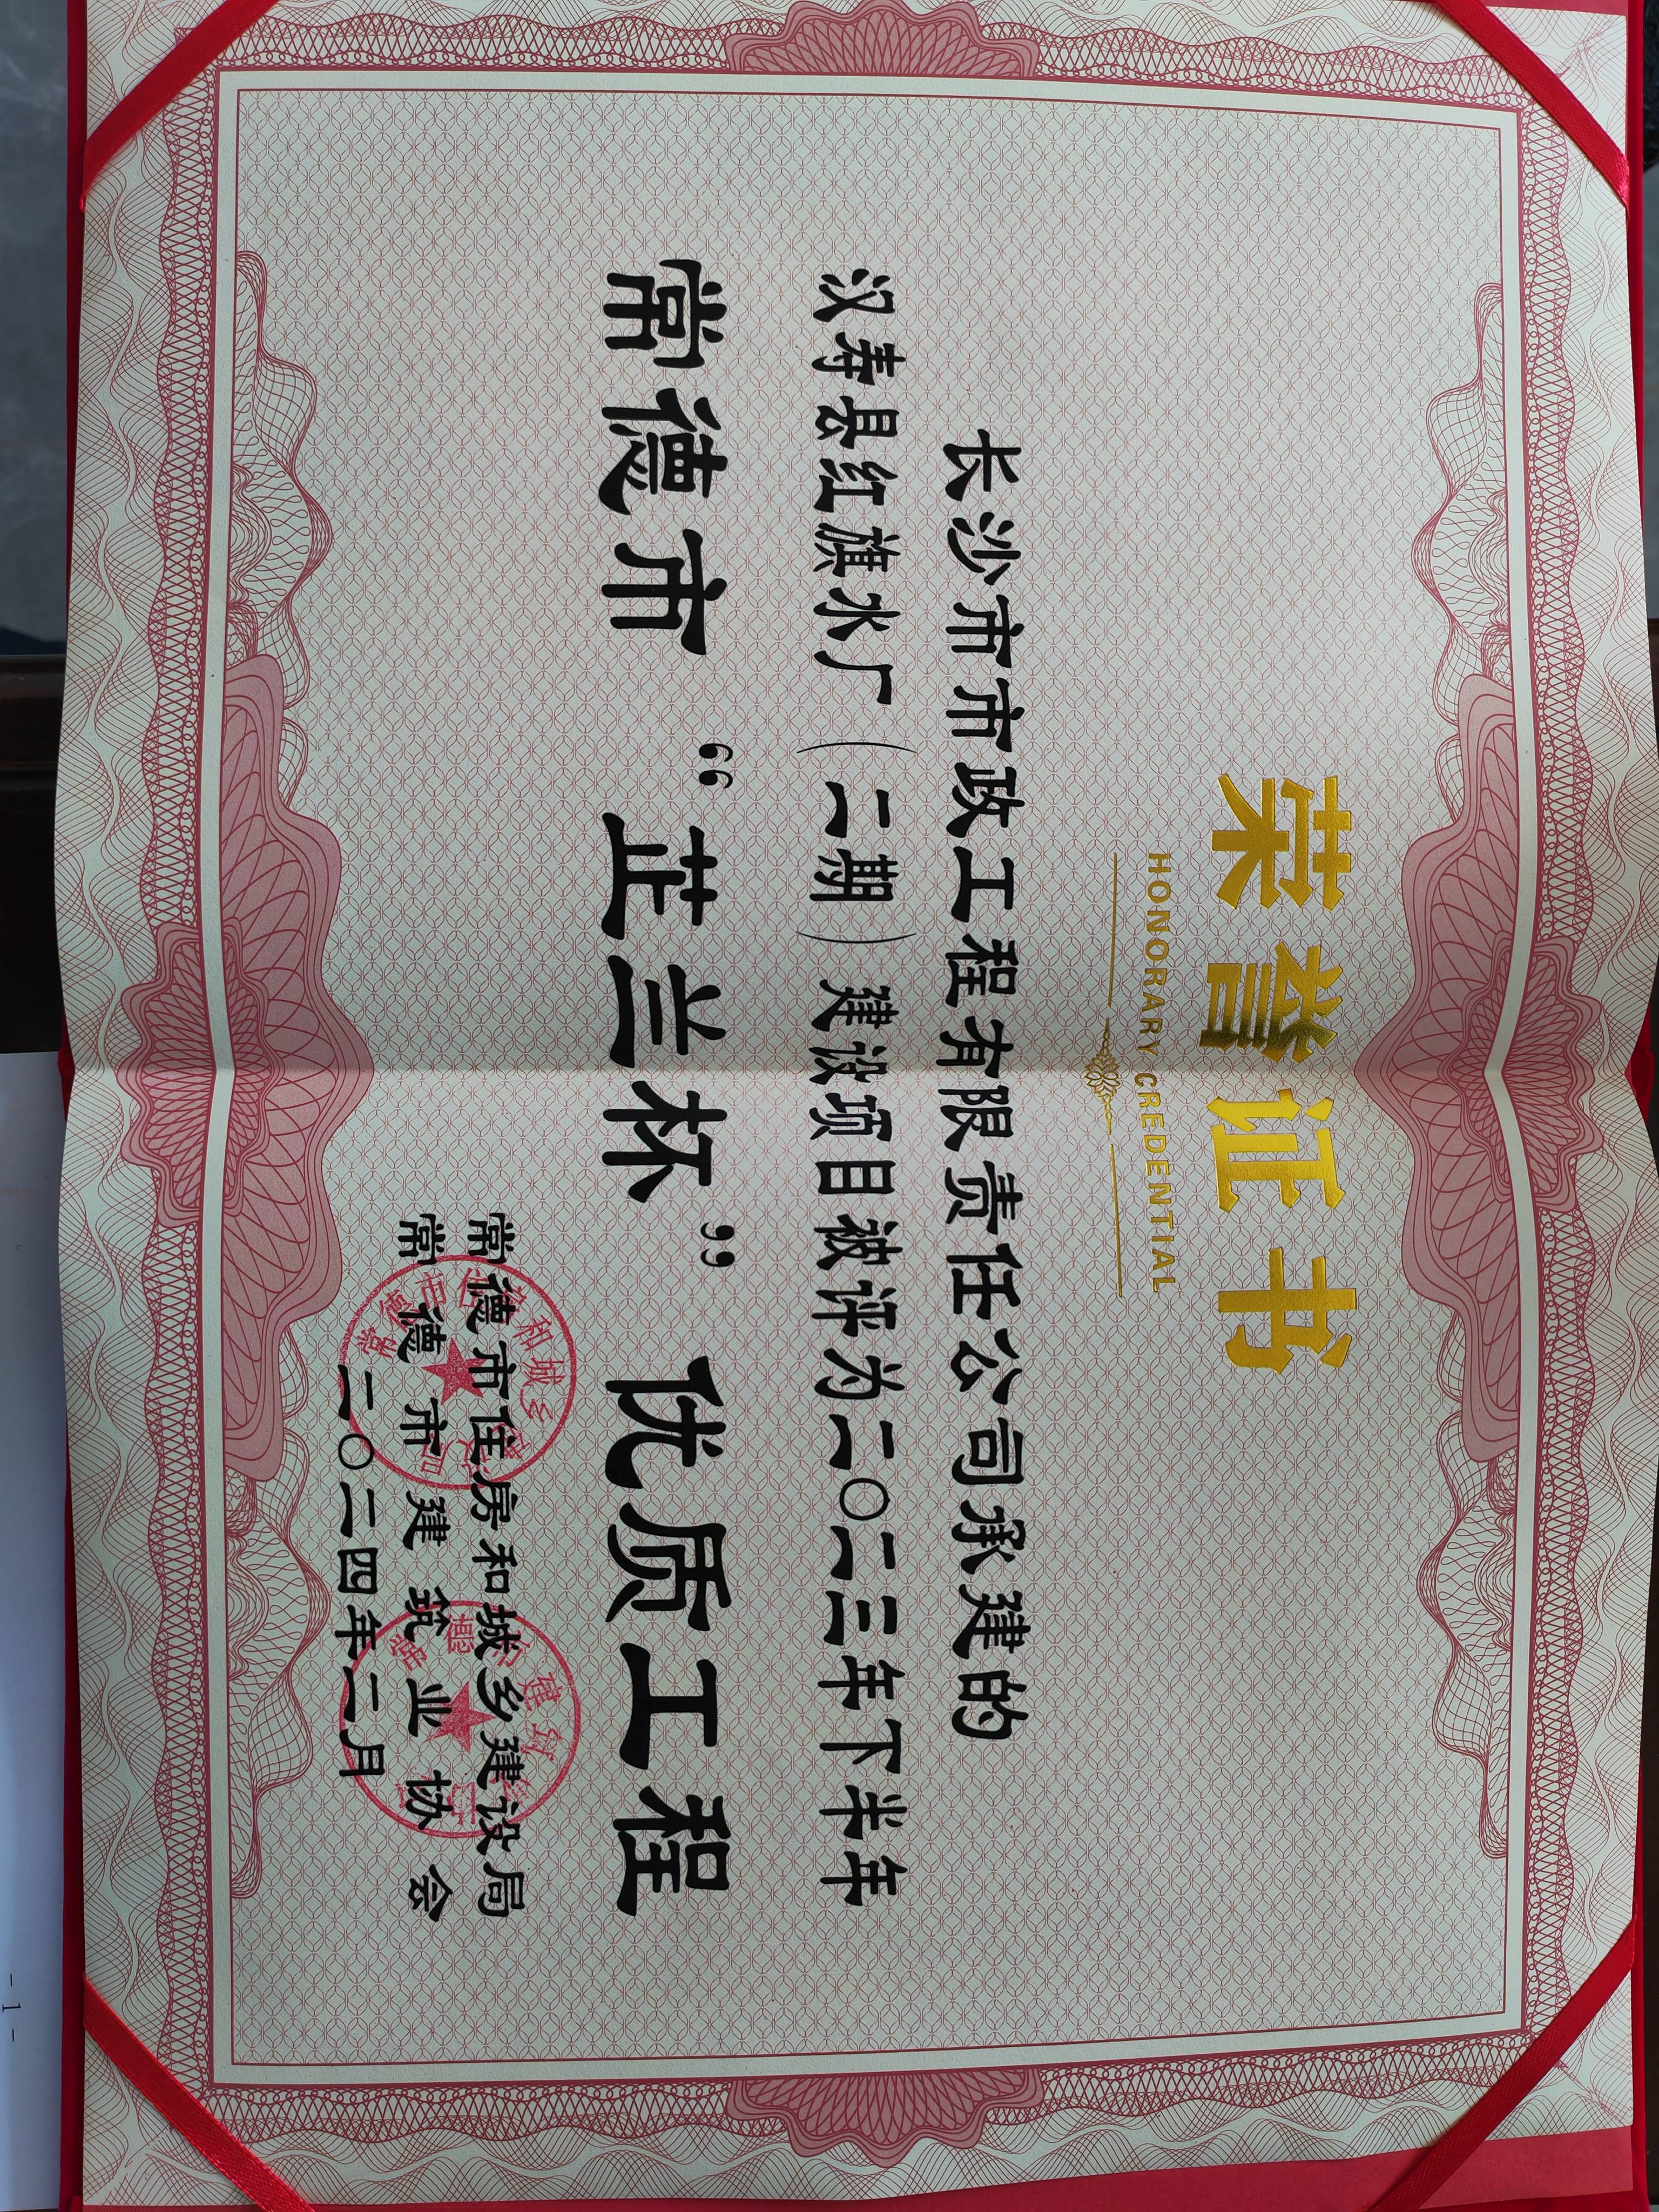 荣誉证书
HONORARY CREDENTIAL
长沙市市政工程有限责任公司承建的
汉寿县红旗水厂（二期）建设项目被评为二〇二三年下半年
常德市“芷兰杯”优质工程
常德市住房和城乡建设局
常德市建筑业协会
二〇二四年二月
-1-